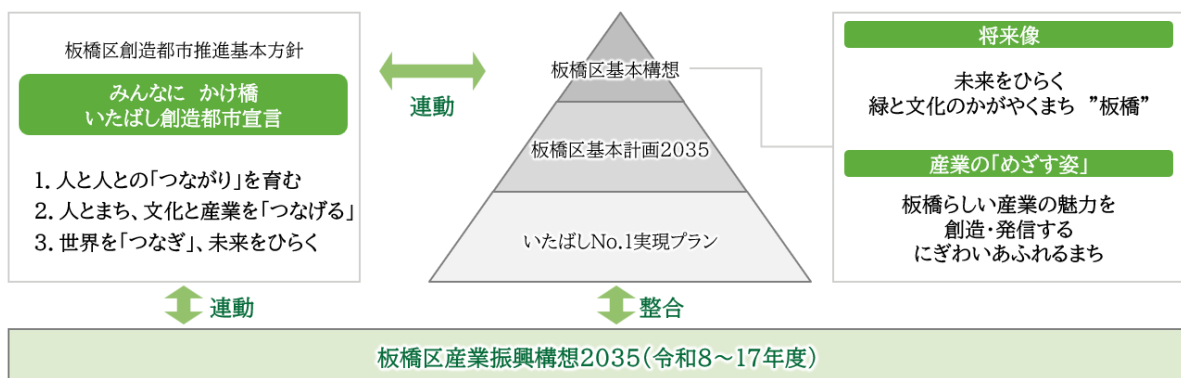 板橋区創造都市推進基本方針
みんなに かけ橋
いたばし創造都市宣言
1. 人と人との「つながり」を育む
2. 人とまち、文化と産業を「つなげる」
3. 世界を「つなぎ」、未来をひらく
連動
連動
板橋区基本構想
板橋区基本計画2035
いたばしNo.1実現プラン
整合
将来像
未来をひらく
緑と文化のかがやくまち ”板橋”
産業の「めざす姿」
板橋らしい産業の魅力を
創造・発信する
にぎわいあふれるまち
板橋区産業振興構想2035(令和8～17年度)